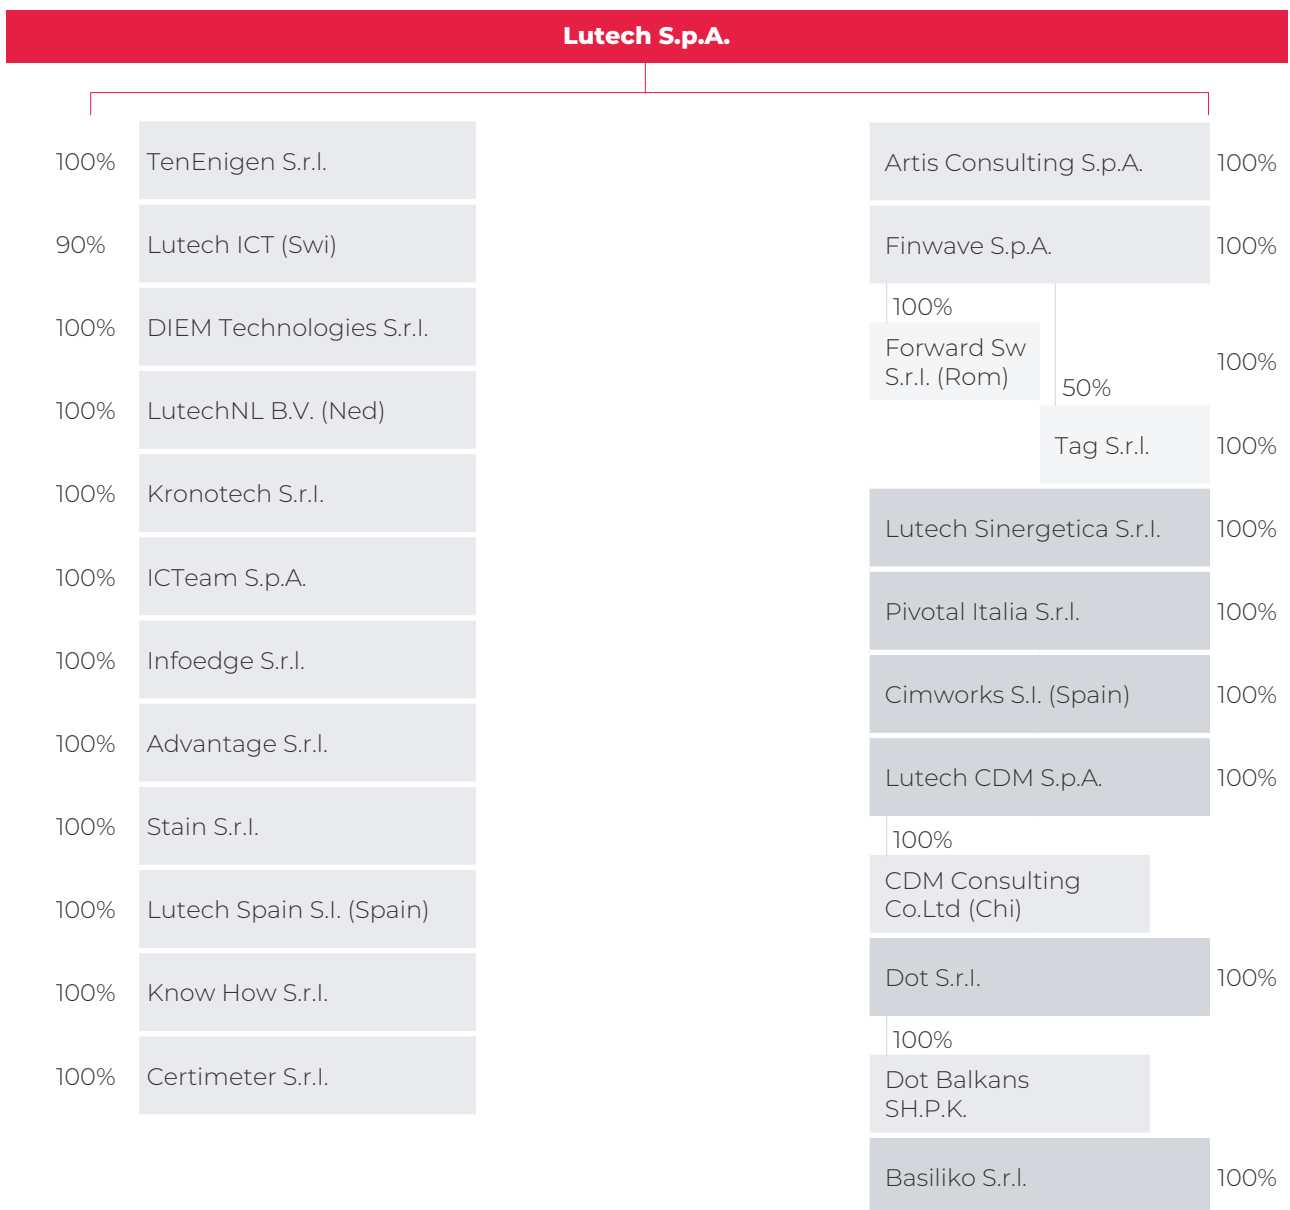 Lutech S.p.A.
100% TenEnigen S.r.l.
90% Lutech ICT (Swi)
100% DIEM Technologies S.r.l.
100% LutechNL B.V. (Ned)
100% Kronotech S.r.l.
100% ICTeam S.p.A.
100% Infoedge S.r.l.
100% Advantage S.r.l.
100% Stain S.r.l.
100% Lutech Spain S.l. (Spain)
100% Know How S.r.l.
100% Certimeter S.r.l.
Artis Consulting S.p.A. 100%
Finwave S.p.A. 100%
100%
Forward Sw
S.r.l. (Rom)
100%
50%
Tag S.r.l. 100%
Lutech Sinergetica S.r.l. 100%
Pivotal Italia S.r.l. 100%
Cimworks S.l. (Spain) 100%
Lutech CDM S.p.A. 100%
100%
CDM Consulting
Co.Ltd (Chi)
Dot S.r.l. 100%
100%
Dot Balkans
SH.P.K.
Basiliko S.r.l. 100%